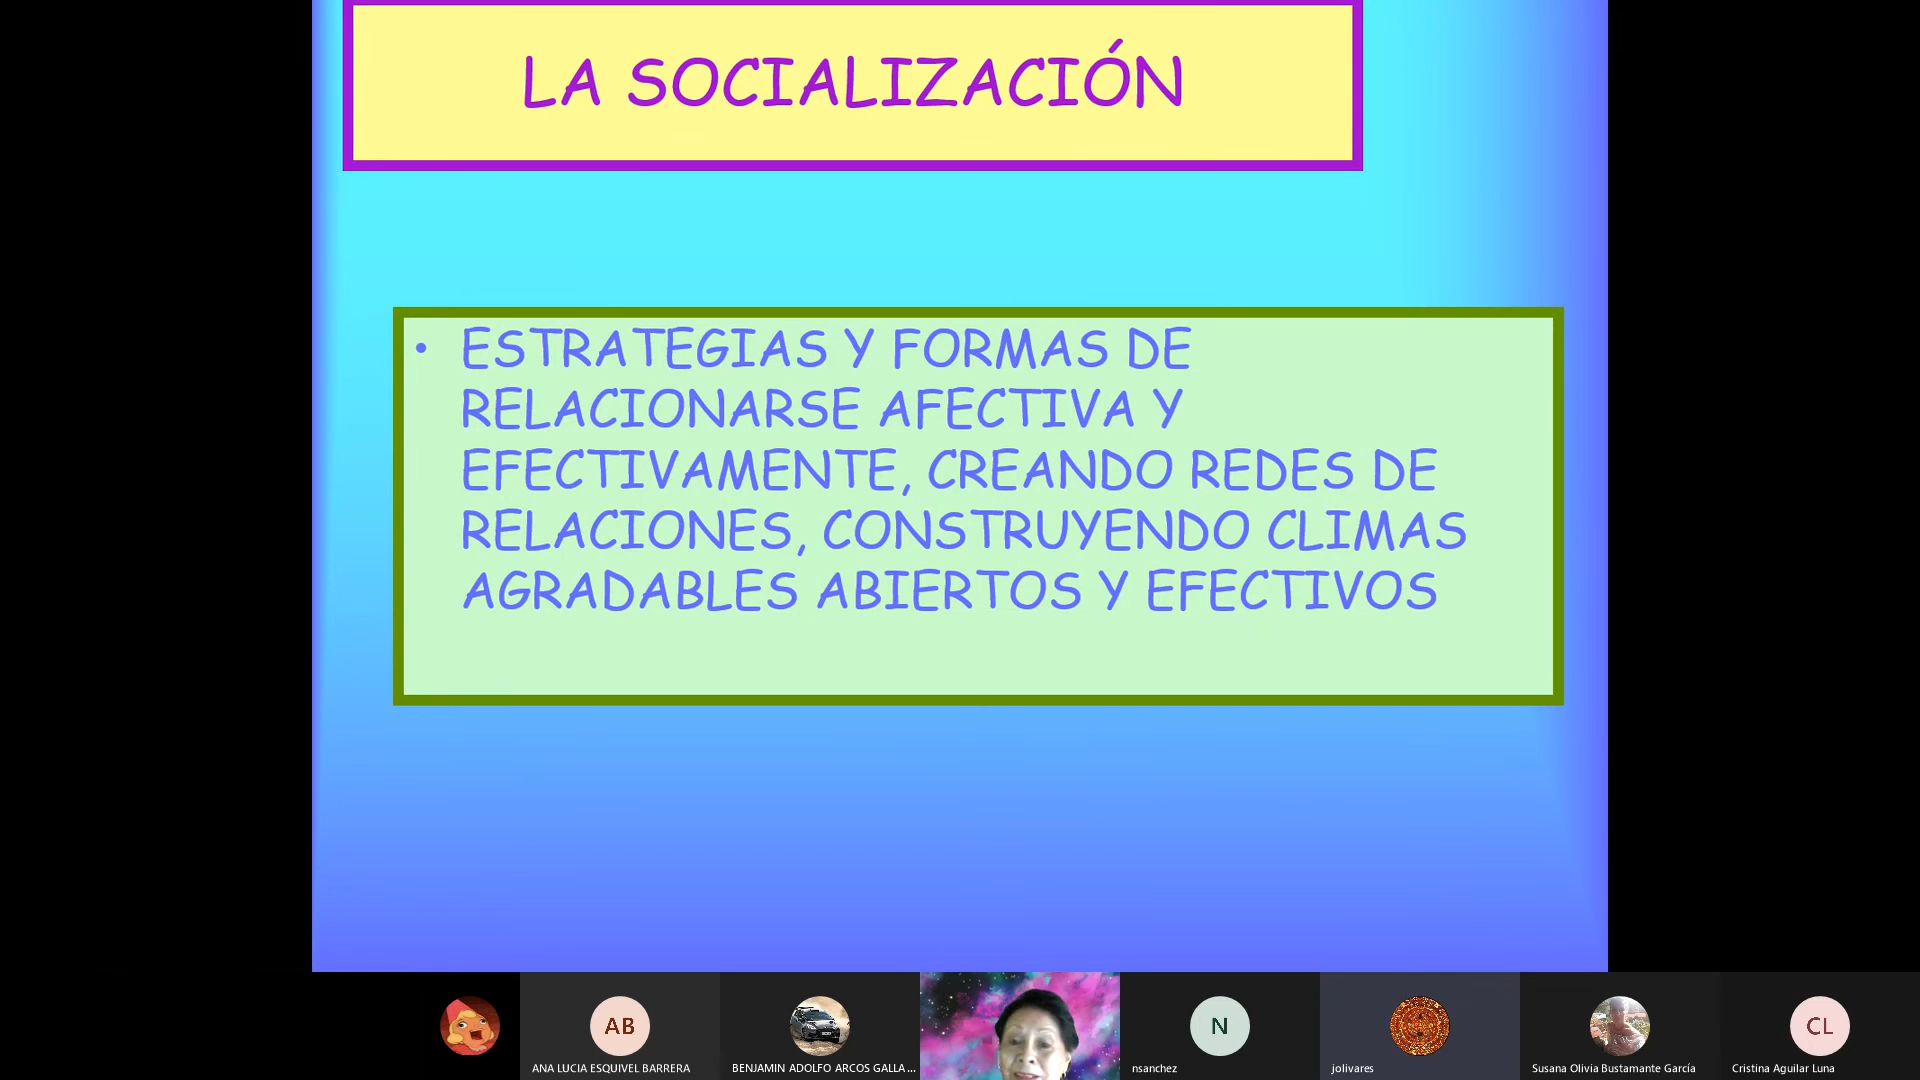 LA SOCIALIZACIÓN
• ESTRATEGIAS Y FORMAS DE
RELACIONARSE AFECTIVA Y
EFECTIVAMENTE, CREANDO REDES DE
RELACIONES, CONSTRUYENDO CLIMAS
AGRADABLES ABIERTOS Y EFECTIVOS
AB
N
CL
ANA LUCIA ESQUIVEL BARRERA
BENJAMIN ADOLFO ARCOS GALLA...
nsanchez
jolivares
Susana Olivia Bustamante García
Cristina Aguilar Luna